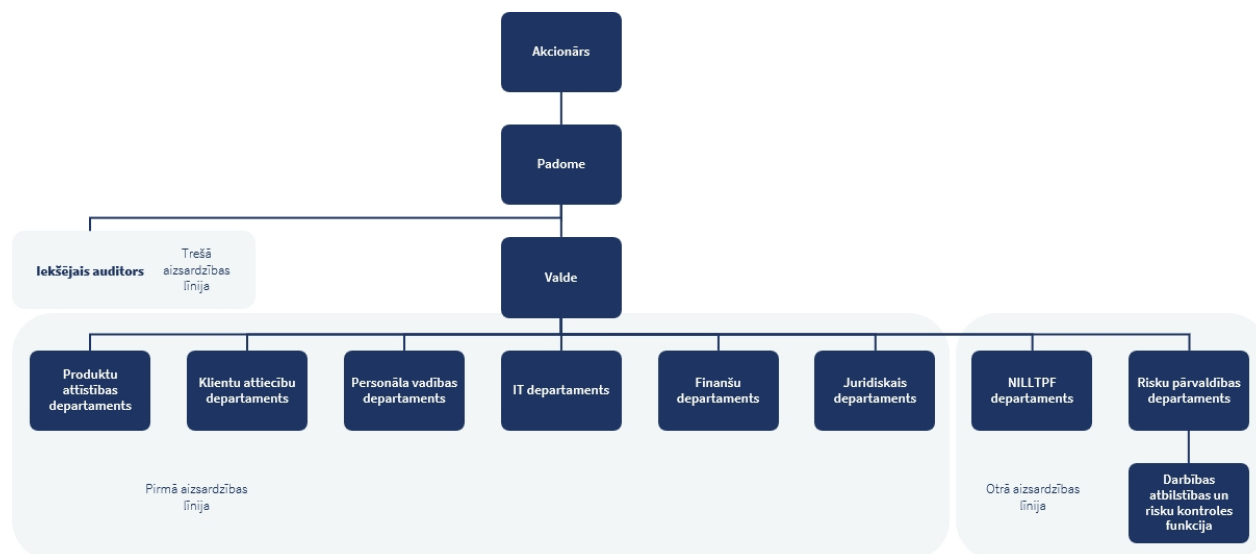 Akcionārs
Padome
Iekšējais auditors
Trešā
aizsardzības
līnija
Valde
Produktu
attīstības
departaments
Klientu attiecību
departaments
Personāla vadības
departaments
IT departaments
Finanšu
departaments
Juridiskais
departaments
NILLTPF
departaments
Risku pārvaldības
departaments
Pirmā aizsardzības
līnija
Otrā aizsardzības
līnija
Darbības
atbilstības un
risku kontroles
funkcija